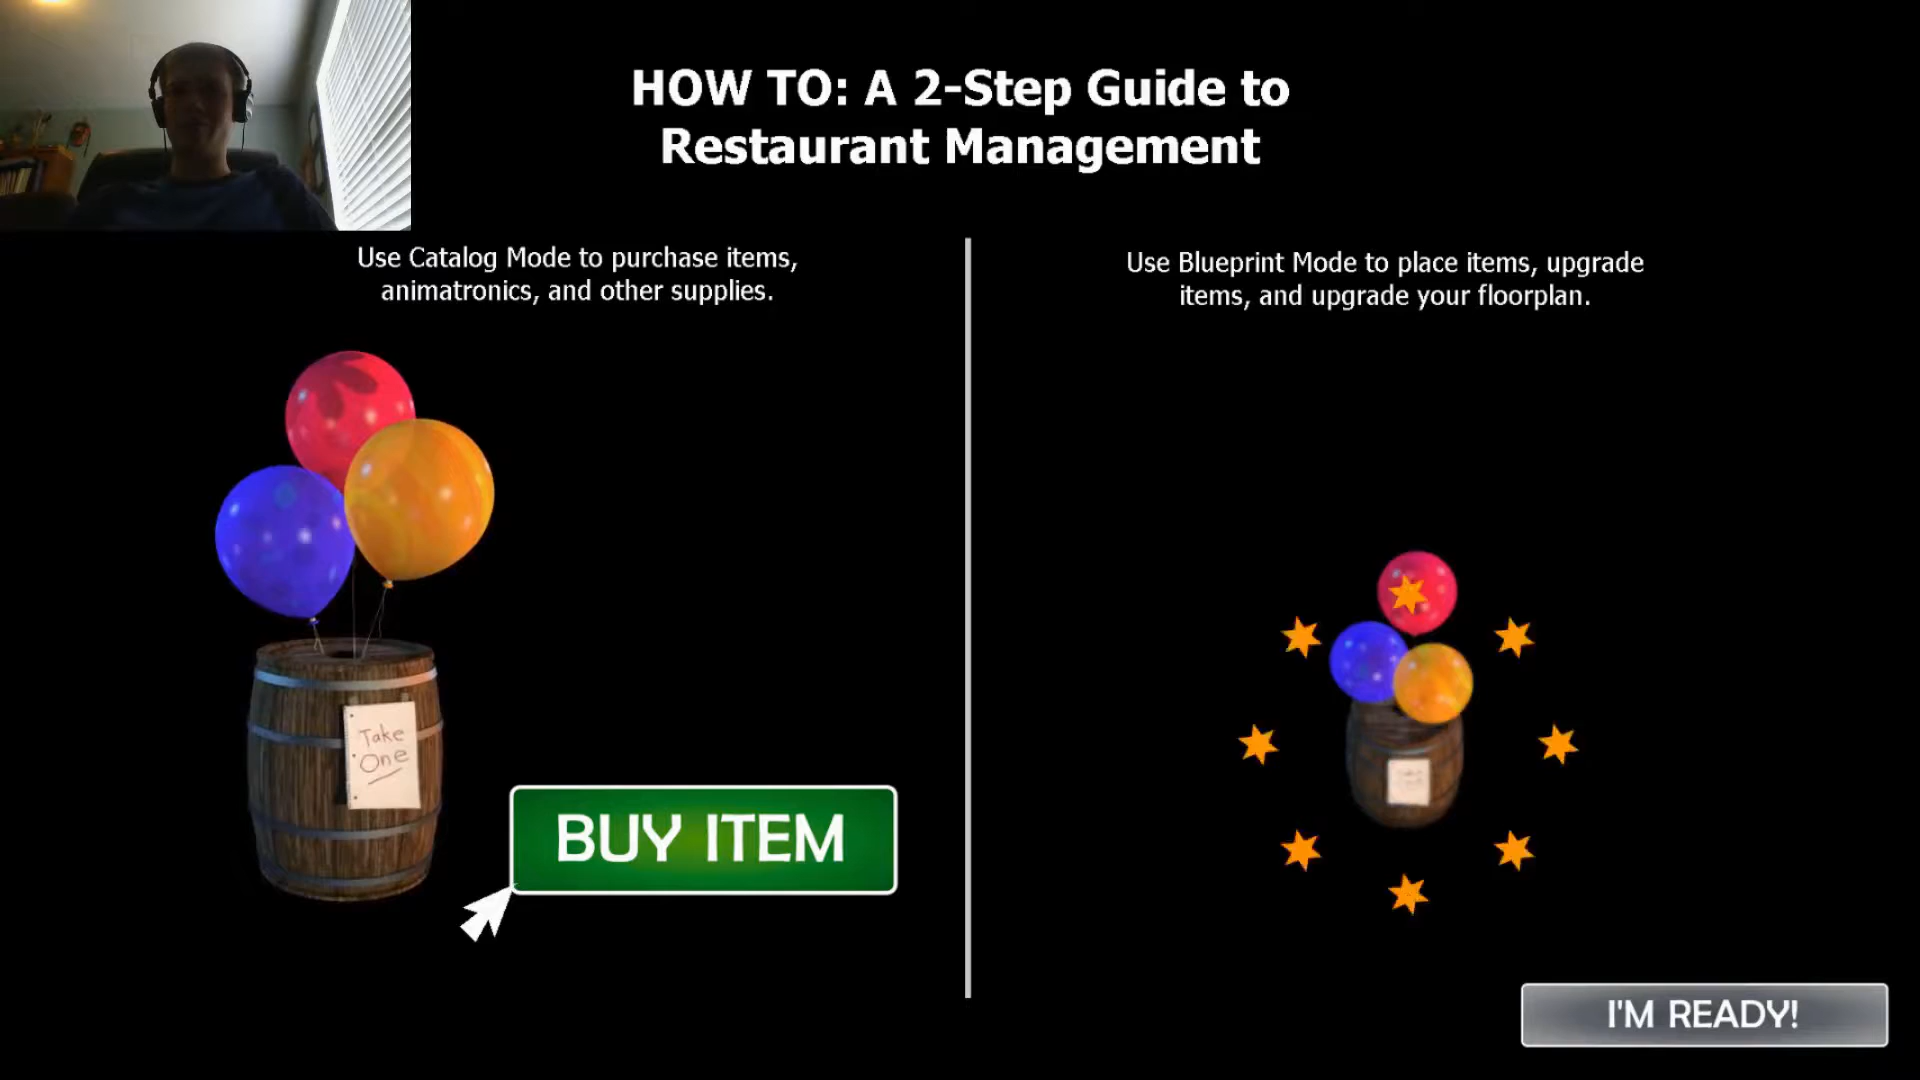 HOW TO: A 2-Step Guide to
Restaurant Management
Use Catalog Mode to purchase items,
animatronics, and other supplies.
Use Blueprint Mode to place items, upgrade
items, and upgrade your floorplan.
Take
One
BUY ITEM
I'M READY!